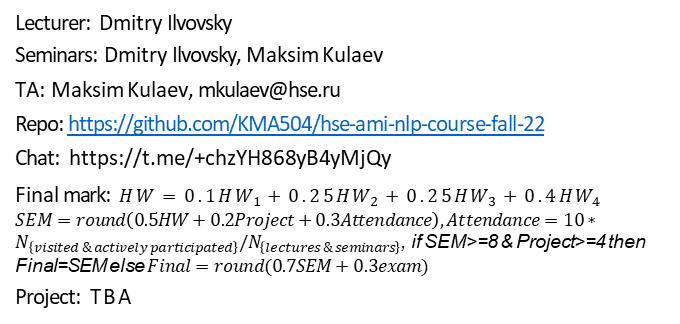 Lecturer: Dmitry Ilvovsky
Seminars: Dmitry Ilvovsky, Maksim Kulaev
TA: Maksim Kulaev, mkulaev@hse.ru
Repo: https://github.com/KMA504/hse-ami-nlp-course-fall-22
Chat: https://t.me/+chzYH868yB4yMjQy
Final mark: HW = 0.1HW₁ + 0.25HW₂ + 0.25HW₃ + 0.4HW₄
SEM = round(0.5HW + 0.2Project + 0.3Attendance), Attendance = 10 ∗
N{visited & actively participated}/N{lectures & seminars}, if SEM>=8 & Project>=4 then
Final=SEM else Final = round(0.7SEM + 0.3exam)
Project: TBA